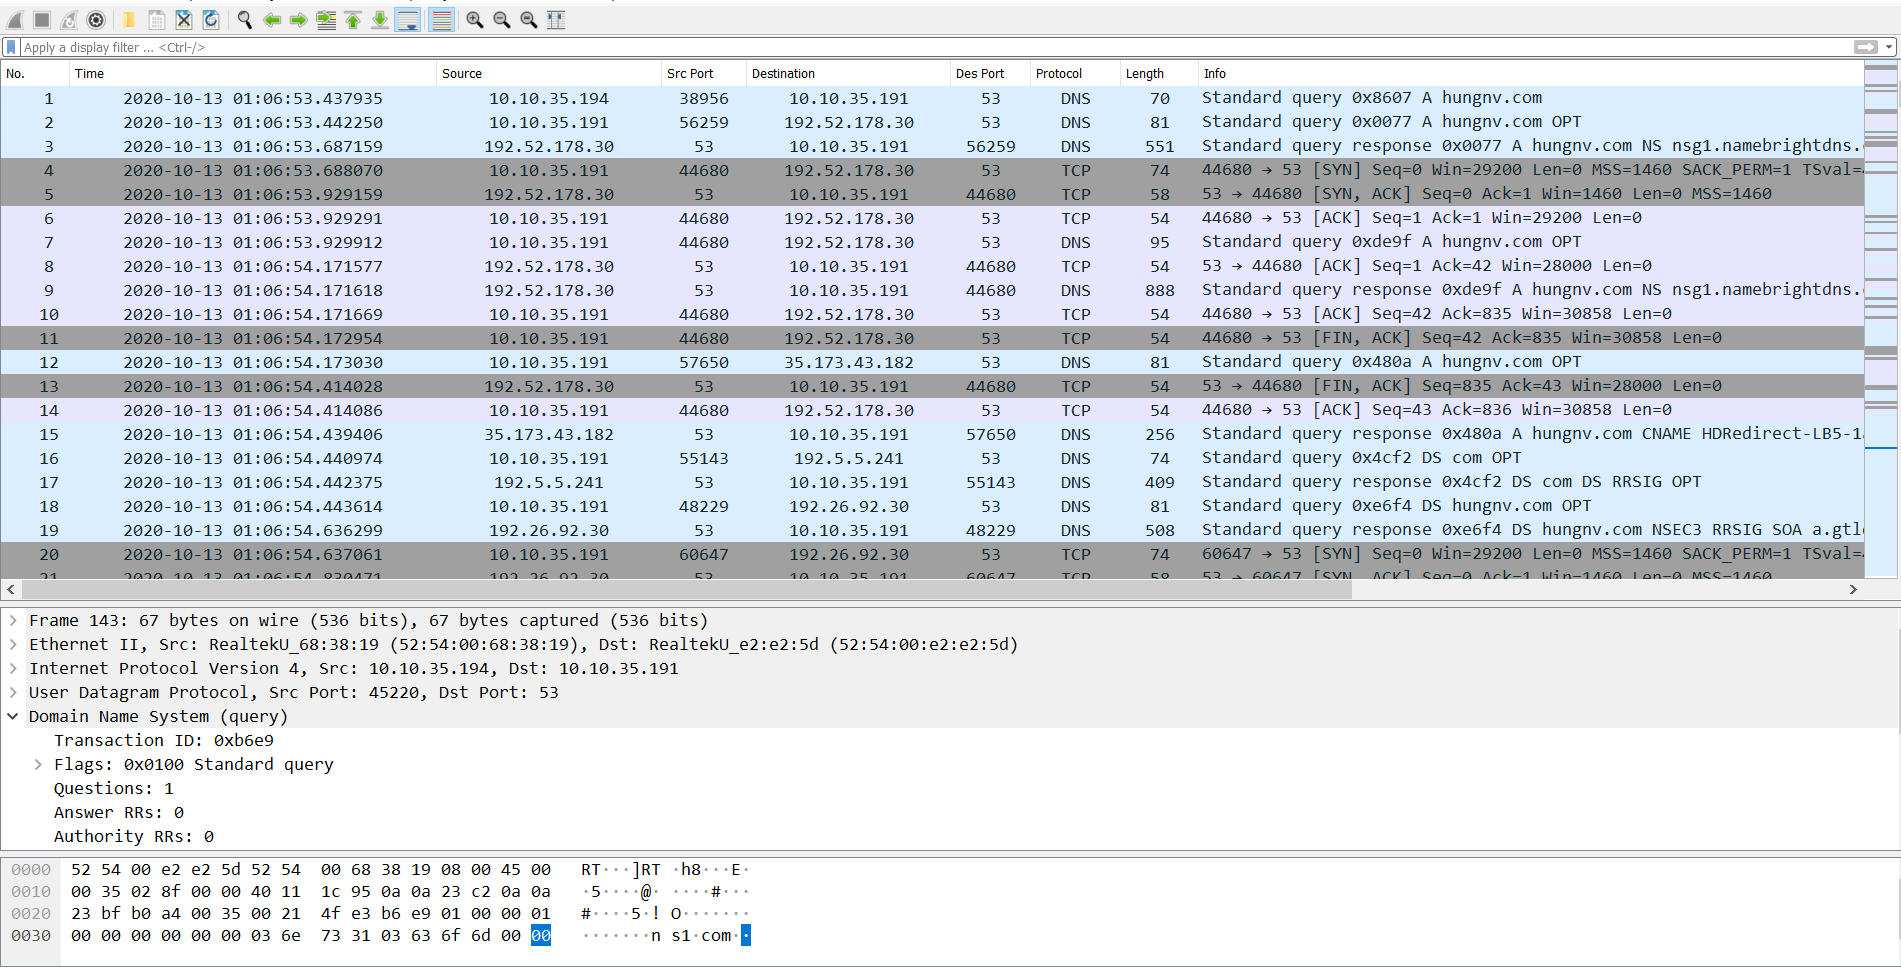 Apply a display filter ... <Ctrl-/>
No. Time Source Src Port Destination Des Port Protocol Length Info
1 2020-10-13 01:06:53.437935 10.10.35.194 38956 10.10.35.191 53 DNS 70 Standard query 0x8607 A hungnv.com
2 2020-10-13 01:06:53.442250 10.10.35.191 56259 192.52.178.30 53 DNS 81 Standard query 0x0077 A hungnv.com OPT
3 2020-10-13 01:06:53.687159 192.52.178.30 53 10.10.35.191 56259 DNS 551 Standard query response 0x0077 A hungnv.com NS nsg1.namebrightdns.
4 2020-10-13 01:06:53.688070 10.10.35.191 44680 192.52.178.30 53 TCP 74 44680 → 53 [SYN] Seq=0 Win=29200 Len=0 MSS=1460 SACK_PERM=1 TSval=
5 2020-10-13 01:06:53.929159 192.52.178.30 53 10.10.35.191 44680 TCP 58 53 → 44680 [SYN, ACK] Seq=0 Ack=1 Win=1460 Len=0 MSS=1460
6 2020-10-13 01:06:53.929291 10.10.35.191 44680 192.52.178.30 53 TCP 54 44680 → 53 [ACK] Seq=1 Ack=1 Win=29200 Len=0
7 2020-10-13 01:06:53.929912 10.10.35.191 44680 192.52.178.30 53 DNS 95 Standard query 0xde9f A hungnv.com OPT
8 2020-10-13 01:06:54.171577 192.52.178.30 53 10.10.35.191 44680 TCP 54 53 → 44680 [ACK] Seq=1 Ack=42 Win=28000 Len=0
9 2020-10-13 01:06:54.171618 192.52.178.30 53 10.10.35.191 44680 DNS 888 Standard query response 0xde9f A hungnv.com NS nsg1.namebrightdns.
10 2020-10-13 01:06:54.171669 10.10.35.191 44680 192.52.178.30 53 TCP 54 44680 → 53 [ACK] Seq=42 Ack=835 Win=30858 Len=0
11 2020-10-13 01:06:54.172954 10.10.35.191 44680 192.52.178.30 53 TCP 54 44680 → 53 [FIN, ACK] Seq=42 Ack=835 Win=30858 Len=0
12 2020-10-13 01:06:54.173030 10.10.35.191 57650 35.173.43.182 53 DNS 81 Standard query 0x480a A hungnv.com OPT
13 2020-10-13 01:06:54.414028 192.52.178.30 53 10.10.35.191 44680 TCP 54 53 → 44680 [FIN, ACK] Seq=835 Ack=43 Win=28000 Len=0
14 2020-10-13 01:06:54.414086 10.10.35.191 44680 192.52.178.30 53 TCP 54 44680 → 53 [ACK] Seq=43 Ack=836 Win=30858 Len=0
15 2020-10-13 01:06:54.439406 35.173.43.182 53 10.10.35.191 57650 DNS 256 Standard query response 0x480a A hungnv.com CNAME HDRedirect-LB5-1
16 2020-10-13 01:06:54.440974 10.10.35.191 55143 192.5.5.241 53 DNS 74 Standard query 0x4cf2 DS com OPT
17 2020-10-13 01:06:54.442375 192.5.5.241 53 10.10.35.191 55143 DNS 409 Standard query response 0x4cf2 DS com DS RRSIG OPT
18 2020-10-13 01:06:54.443614 10.10.35.191 48229 192.26.92.30 53 DNS 81 Standard query 0xe6f4 DS hungnv.com OPT
19 2020-10-13 01:06:54.636299 192.26.92.30 53 10.10.35.191 48229 DNS 508 Standard query response 0xe6f4 DS hungnv.com NSEC3 RRSIG SOA a.gtl
20 2020-10-13 01:06:54.637061 10.10.35.191 60647 192.26.92.30 53 TCP 74 60647 → 53 [SYN] Seq=0 Win=29200 Len=0 MSS=1460 SACK_PERM=1 TSval=
21 2020-10-13 01:06:54.830471 192.26.92.30 53 10.10.35.191 60647 TCP 58 53 → 60647 [SYN, ACK] Seq=0 Ack=1 Win=1460 Len=0 MSS=1460
Frame 143: 67 bytes on wire (536 bits), 67 bytes captured (536 bits)
Ethernet II, Src: RealtekU_68:38:19 (52:54:00:68:38:19), Dst: RealtekU_e2:e2:5d (52:54:00:e2:e2:5d)
Internet Protocol Version 4, Src: 10.10.35.194, Dst: 10.10.35.191
User Datagram Protocol, Src Port: 45220, Dst Port: 53
Domain Name System (query)
Transaction ID: 0xb6e9
Flags: 0x0100 Standard query
Questions: 1
Answer RRs: 0
Authority RRs: 0
0000 52 54 00 e2 e2 5d 52 54 00 68 38 19 08 00 45 00 RT···]RT ·h8···E·
0010 00 35 02 8f 00 00 40 11 1c 95 0a 0a 23 c2 0a 0a ·5····@· ····#···
0020 23 bf b0 a4 00 35 00 21 4f e3 b6 e9 01 00 00 01 #····5·! O·······
0030 00 00 00 00 00 00 03 6e 73 31 03 63 6f 6d 00 00 ·······n s1·com··